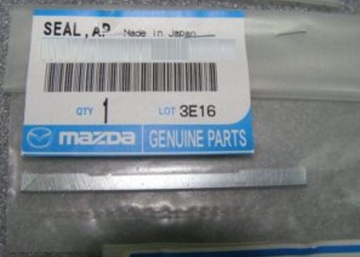 SEAL, AP Made in Japan
QTY 1 LOT 3E16
mazda GENUINE PARTS